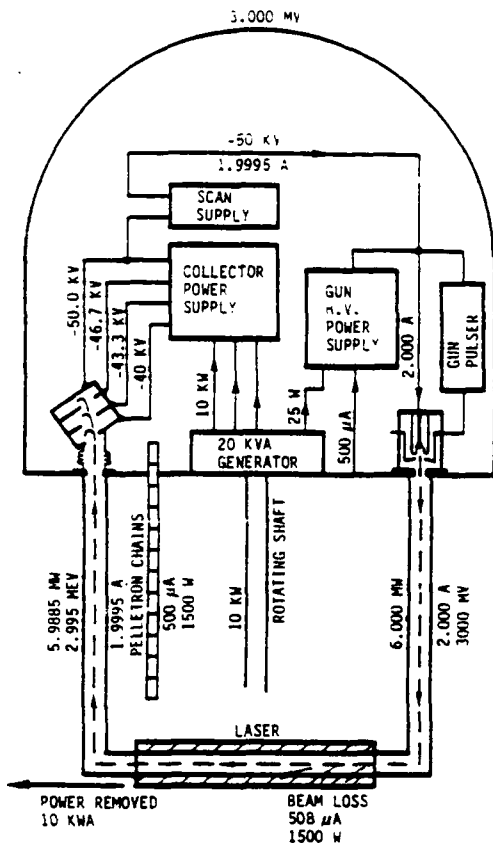 3.000 MV
-50 KV
1.9995 A
SCAN
SUPPLY
COLLECTOR
POWER
SUPPLY
GUN
H.V.
POWER
SUPPLY
GUN
PULSER
-50.0 KV
-46.7 KV
-43.3 KV
-40 KV
2.000 A
10 KW
25 W
500 μA
20 KVA
GENERATOR
5.9885 MW
2.995 MEV
1.9995 A
PELLETRON CHAINS
500 μA
1500 W
10 KW
ROTATING SHAFT
6.000 MW
2.000 A
3000 MV
LASER
POWER REMOVED
10 KWA
BEAM LOSS
508 μA
1500 W